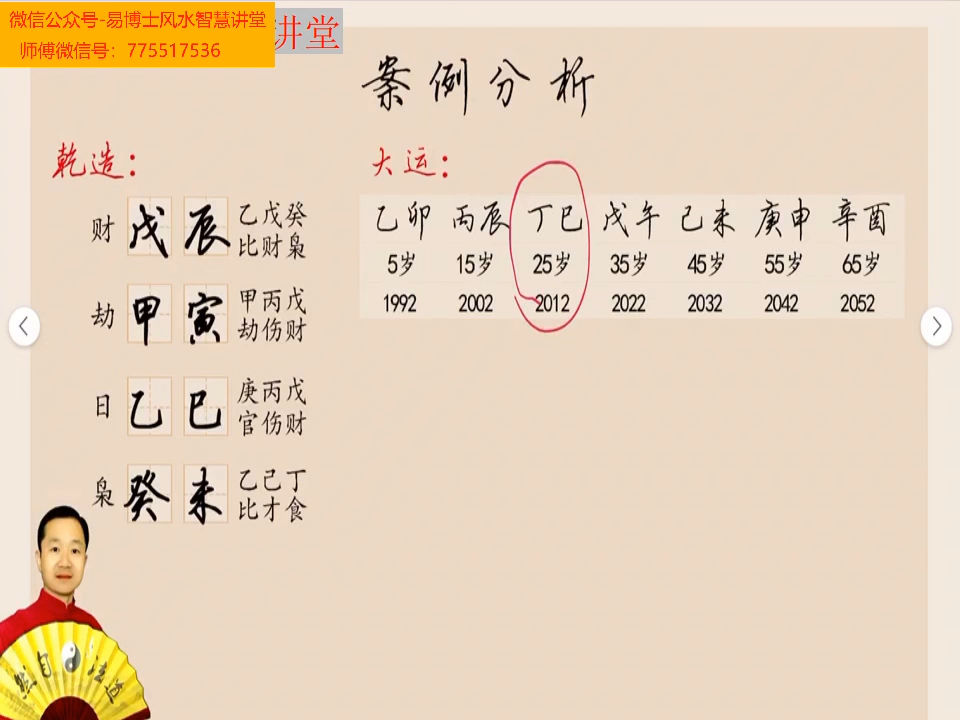 微信公众号-易博士风水智慧讲堂
师傅微信号：775517536
讲堂
案例分析
乾造：
财 戊 辰 乙戊癸
比财枭
劫 甲 寅 甲丙戊
劫伤财
日 乙 巳 庚丙戊
官伤财
枭 癸 未 乙己丁
比才食
大运：
乙卯 丙辰 丁巳 戊午 己未 庚申 辛酉
5岁 15岁 25岁 35岁 45岁 55岁 65岁
1992 2002 2012 2022 2032 2042 2052
然自法道